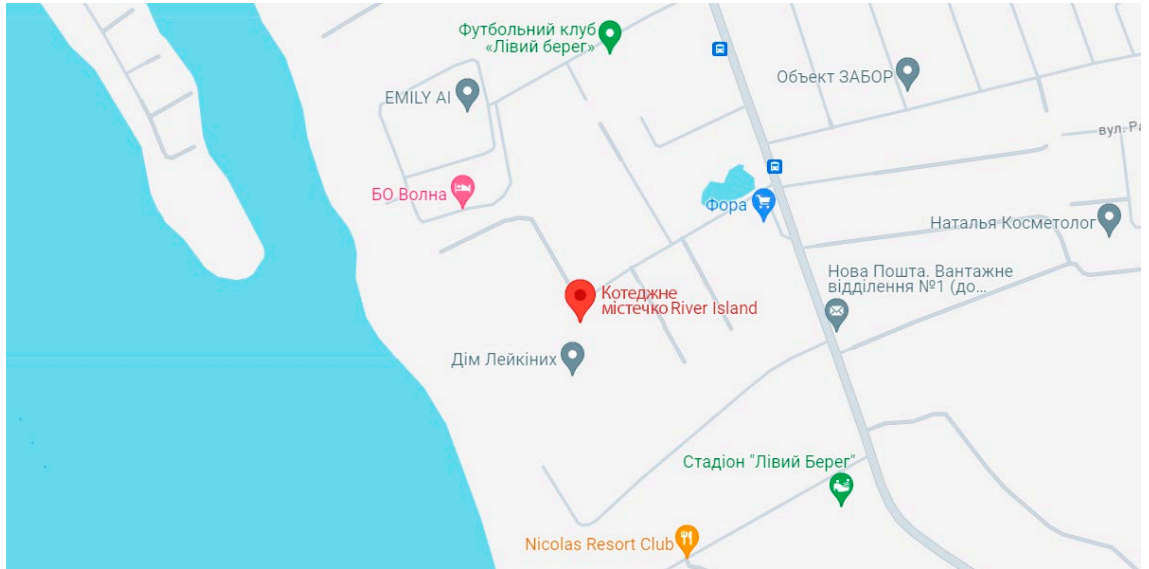 Футбольний клуб
«Лівий берег»
Объект ЗАБОР
EMILY AI
вул. Ра
БО Волна
Фора
Наталья Косметолог
Нова Пошта. Вантажне
відділення №1 (до...
Котеджне
містечко River Island
Дім Лейкіних
Стадіон "Лівий Берег"
Nicolas Resort Club